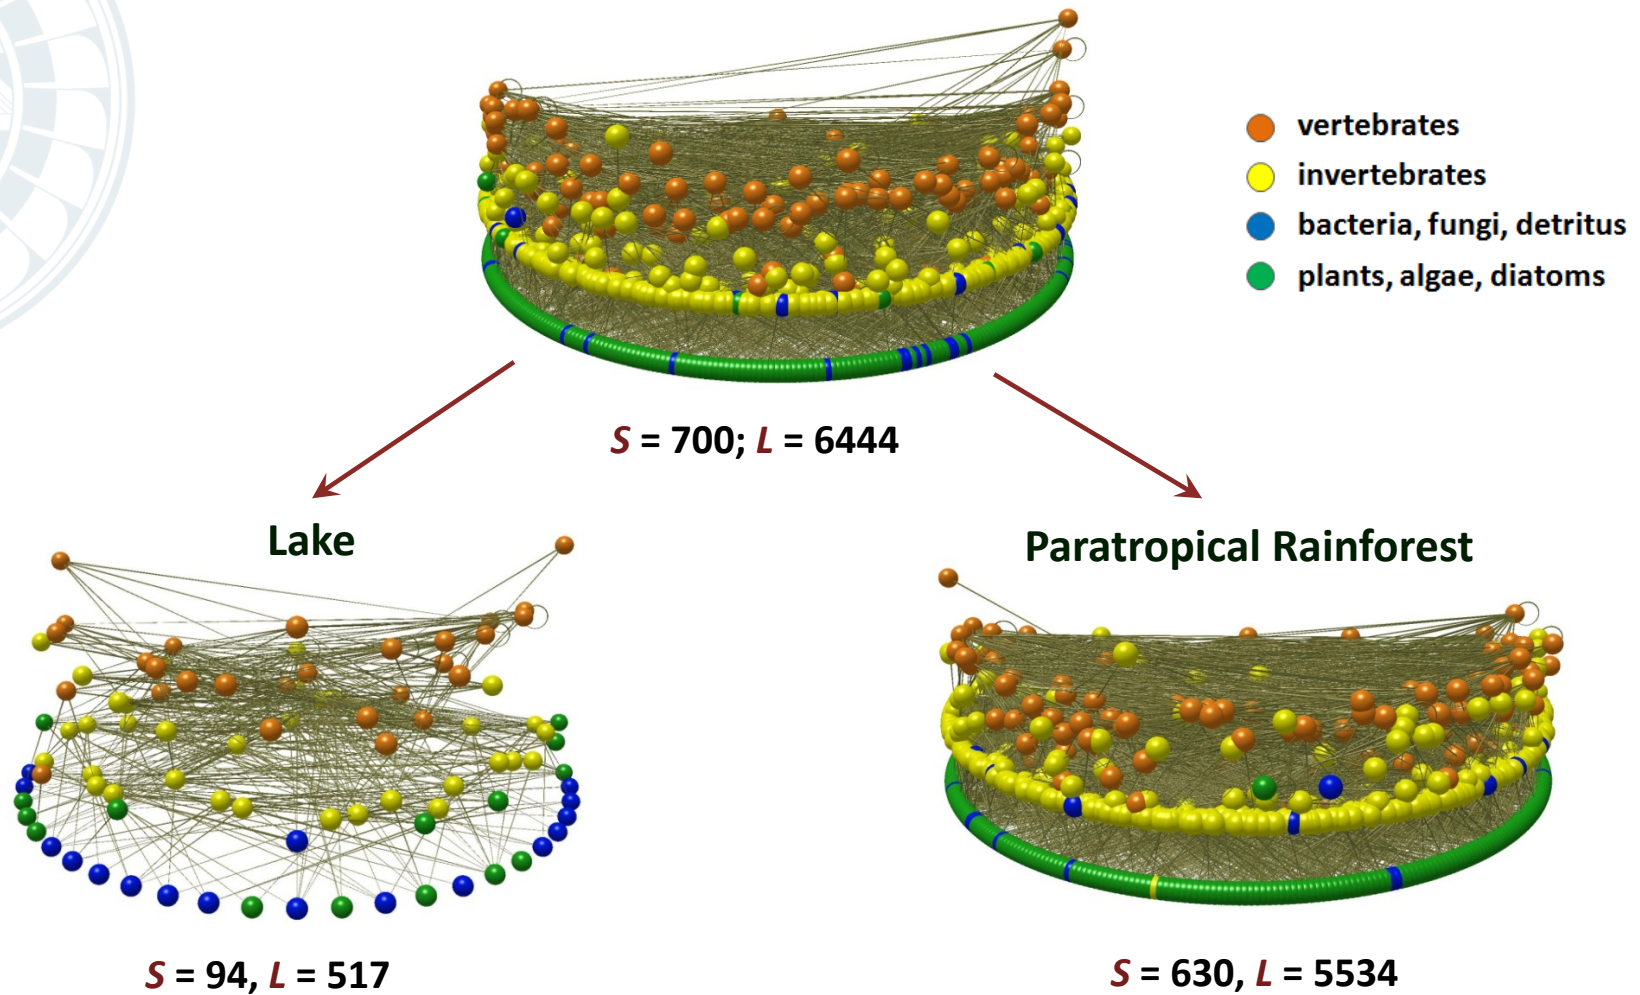 vertebrates
invertebrates
bacteria, fungi, detritus
plants, algae, diatoms
S = 700; L = 6444
Lake
Paratropical Rainforest
S = 94, L = 517
S = 630, L = 5534